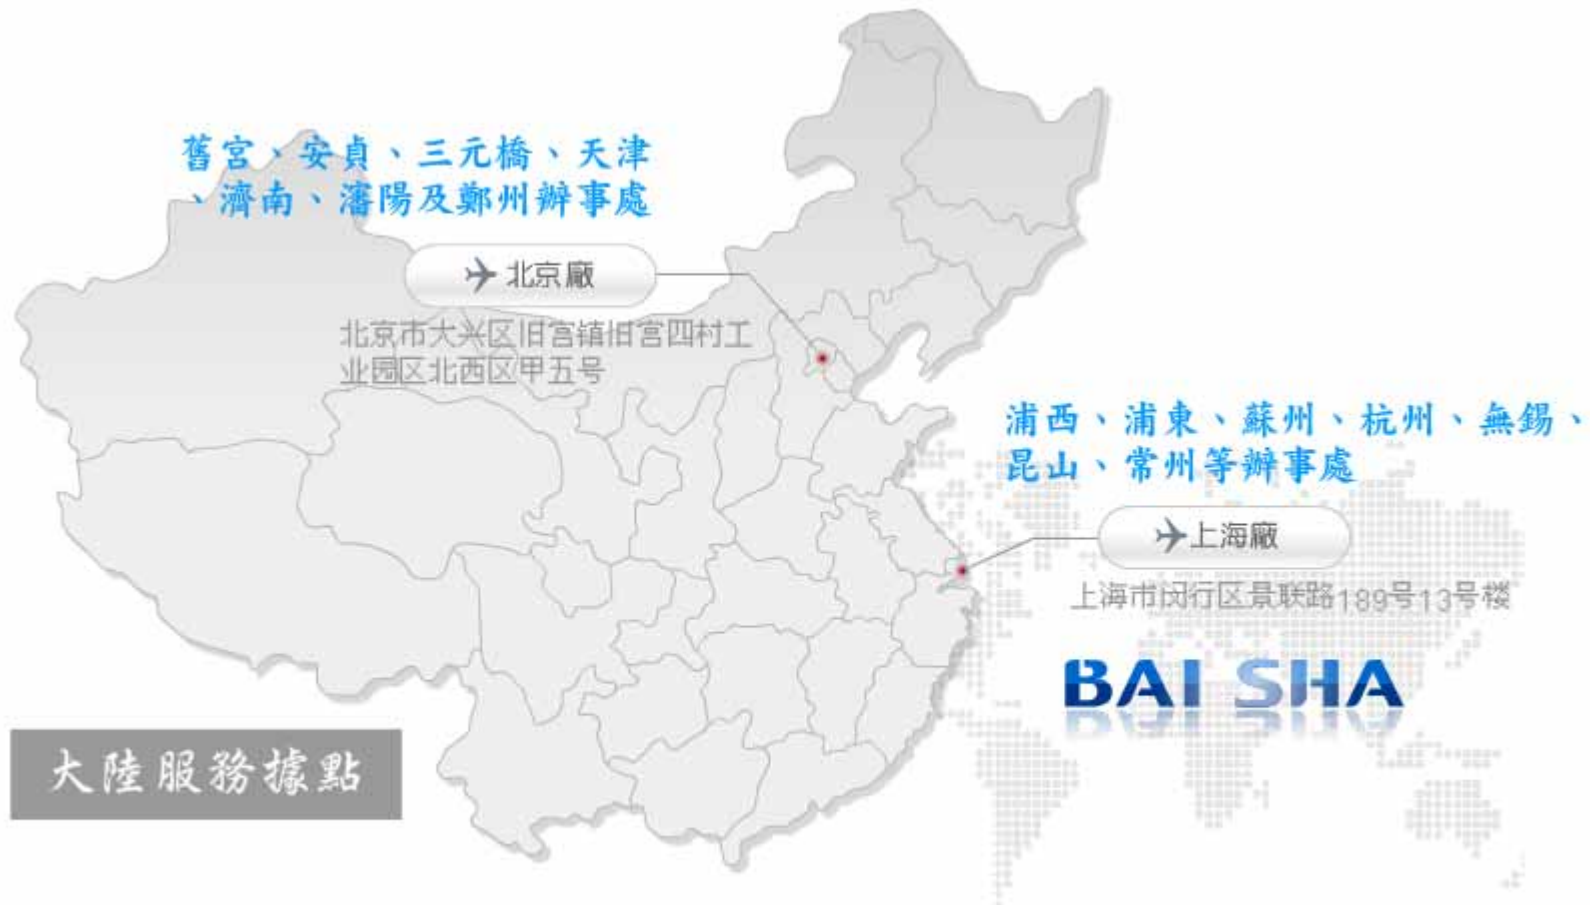 舊宮、安貞、三元橋、天津
、濟南、瀋陽及鄭州辦事處
北京廠
北京市大兴区旧宫镇旧宫四村工
业园区北西区甲五号
浦西、浦東、蘇州、杭州、無錫、
昆山、常州等辦事處
上海廠
上海市闵行区景联路189号13号楼
BAI SHA
大陸服務據點